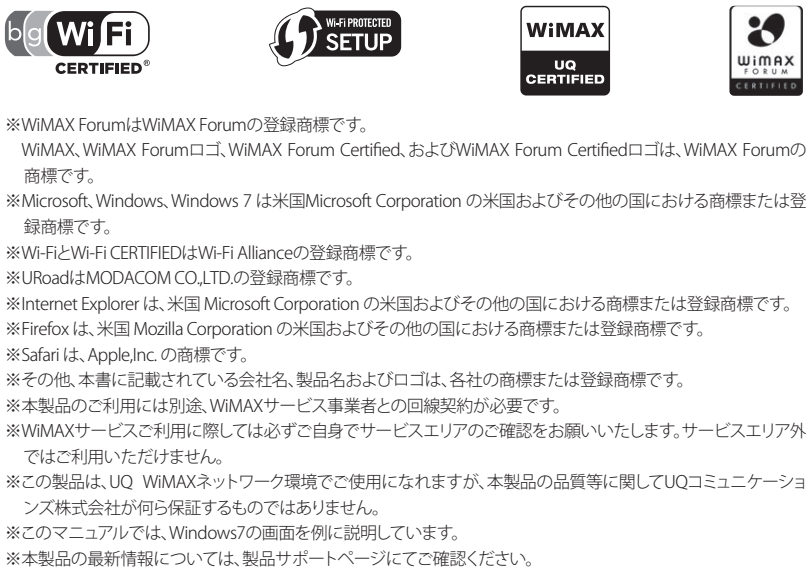 bg Wi Fi CERTIFIED®
Wi-Fi PROTECTED SETUP
WiMAX UQ CERTIFIED
WiMAX FORUM CERTIFIED
※WiMAX ForumはWiMAX Forumの登録商標です。
WiMAX、WiMAX Forumロゴ、WiMAX Forum Certified、およびWiMAX Forum Certifiedロゴは、WiMAX Forumの
商標です。
※Microsoft、Windows、Windows 7 は米国Microsoft Corporation の米国およびその他の国における商標または登
録商標です。
※Wi-FiとWi-Fi CERTIFIEDはWi-Fi Allianceの登録商標です。
※URoadはMODACOM CO.,LTD.の登録商標です。
※Internet Explorer は、米国 Microsoft Corporation の米国およびその他の国における商標または登録商標です。
※Firefox は、米国 Mozilla Corporation の米国およびその他の国における商標または登録商標です。
※Safari は、Apple,Inc. の商標です。
※その他、本書に記載されている会社名、製品名およびロゴは、各社の商標または登録商標です。
※本製品のご利用には別途、WiMAXサービス事業者との回線契約が必要です。
※WiMAXサービスご利用に際しては必ずご自身でサービスエリアのご確認をお願いいたします。サービスエリア外
ではご利用いただけません。
※この製品は、UQ WiMAXネットワーク環境でご使用になれますが、本製品の品質等に関してUQコミュニケーショ
ンズ株式会社が何ら保証するものではありません。
※このマニュアルでは、Windows7の画面を例に説明しています。
※本製品の最新情報については、製品サポートページにてご確認ください。